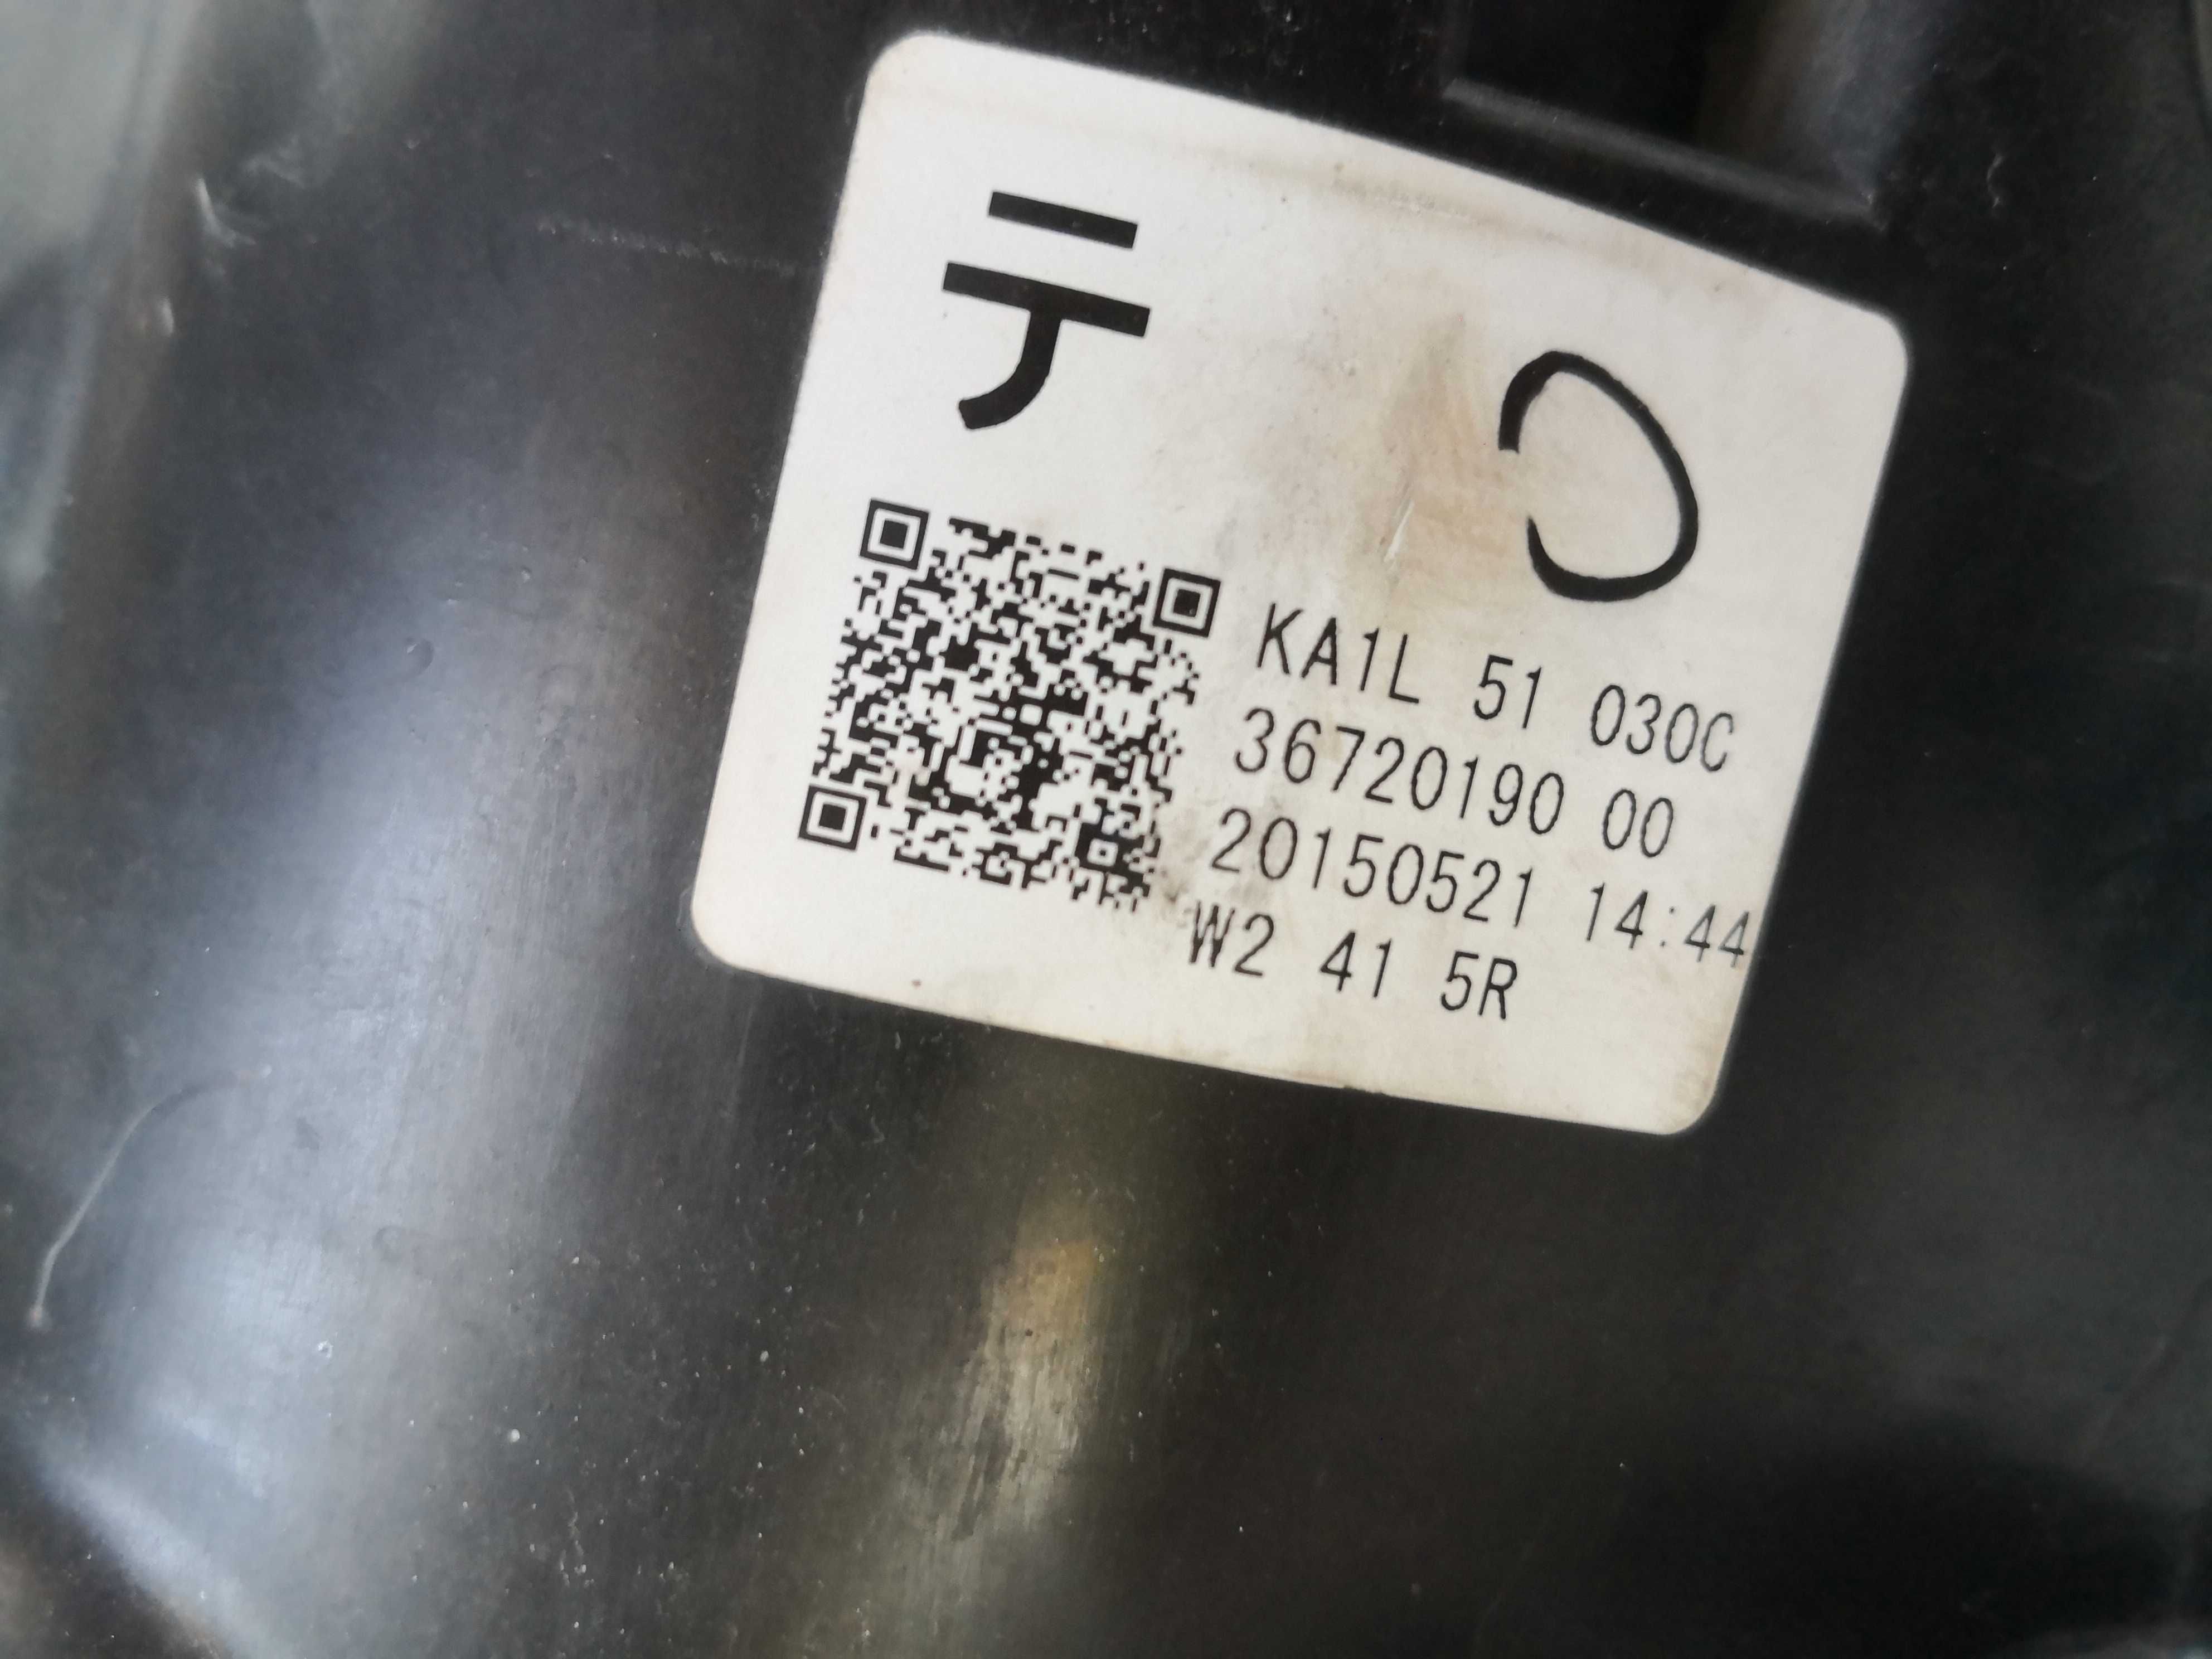 テ
KA1L 51 030C
36720190 00
20150521 14:44
W2 41 5R